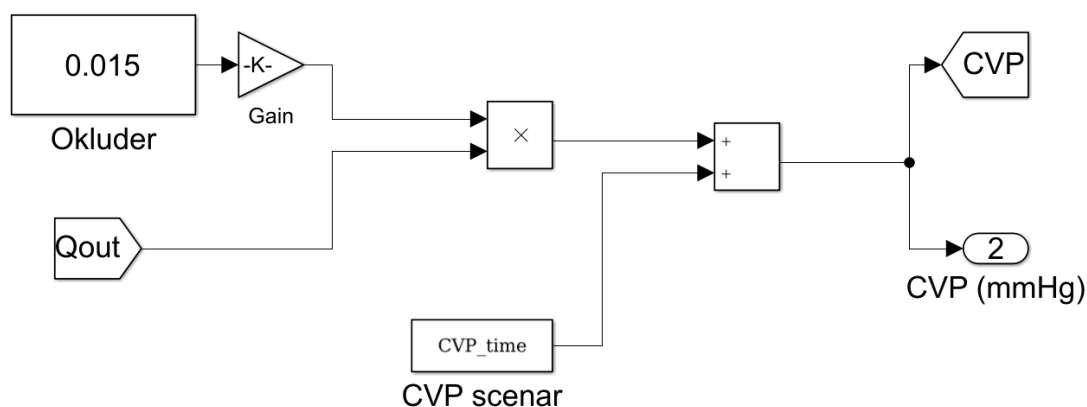 0.015
Okluder
-K-
Gain
×
+
+
CVP
Qout
2
CVP (mmHg)
CVP_time
CVP scenar